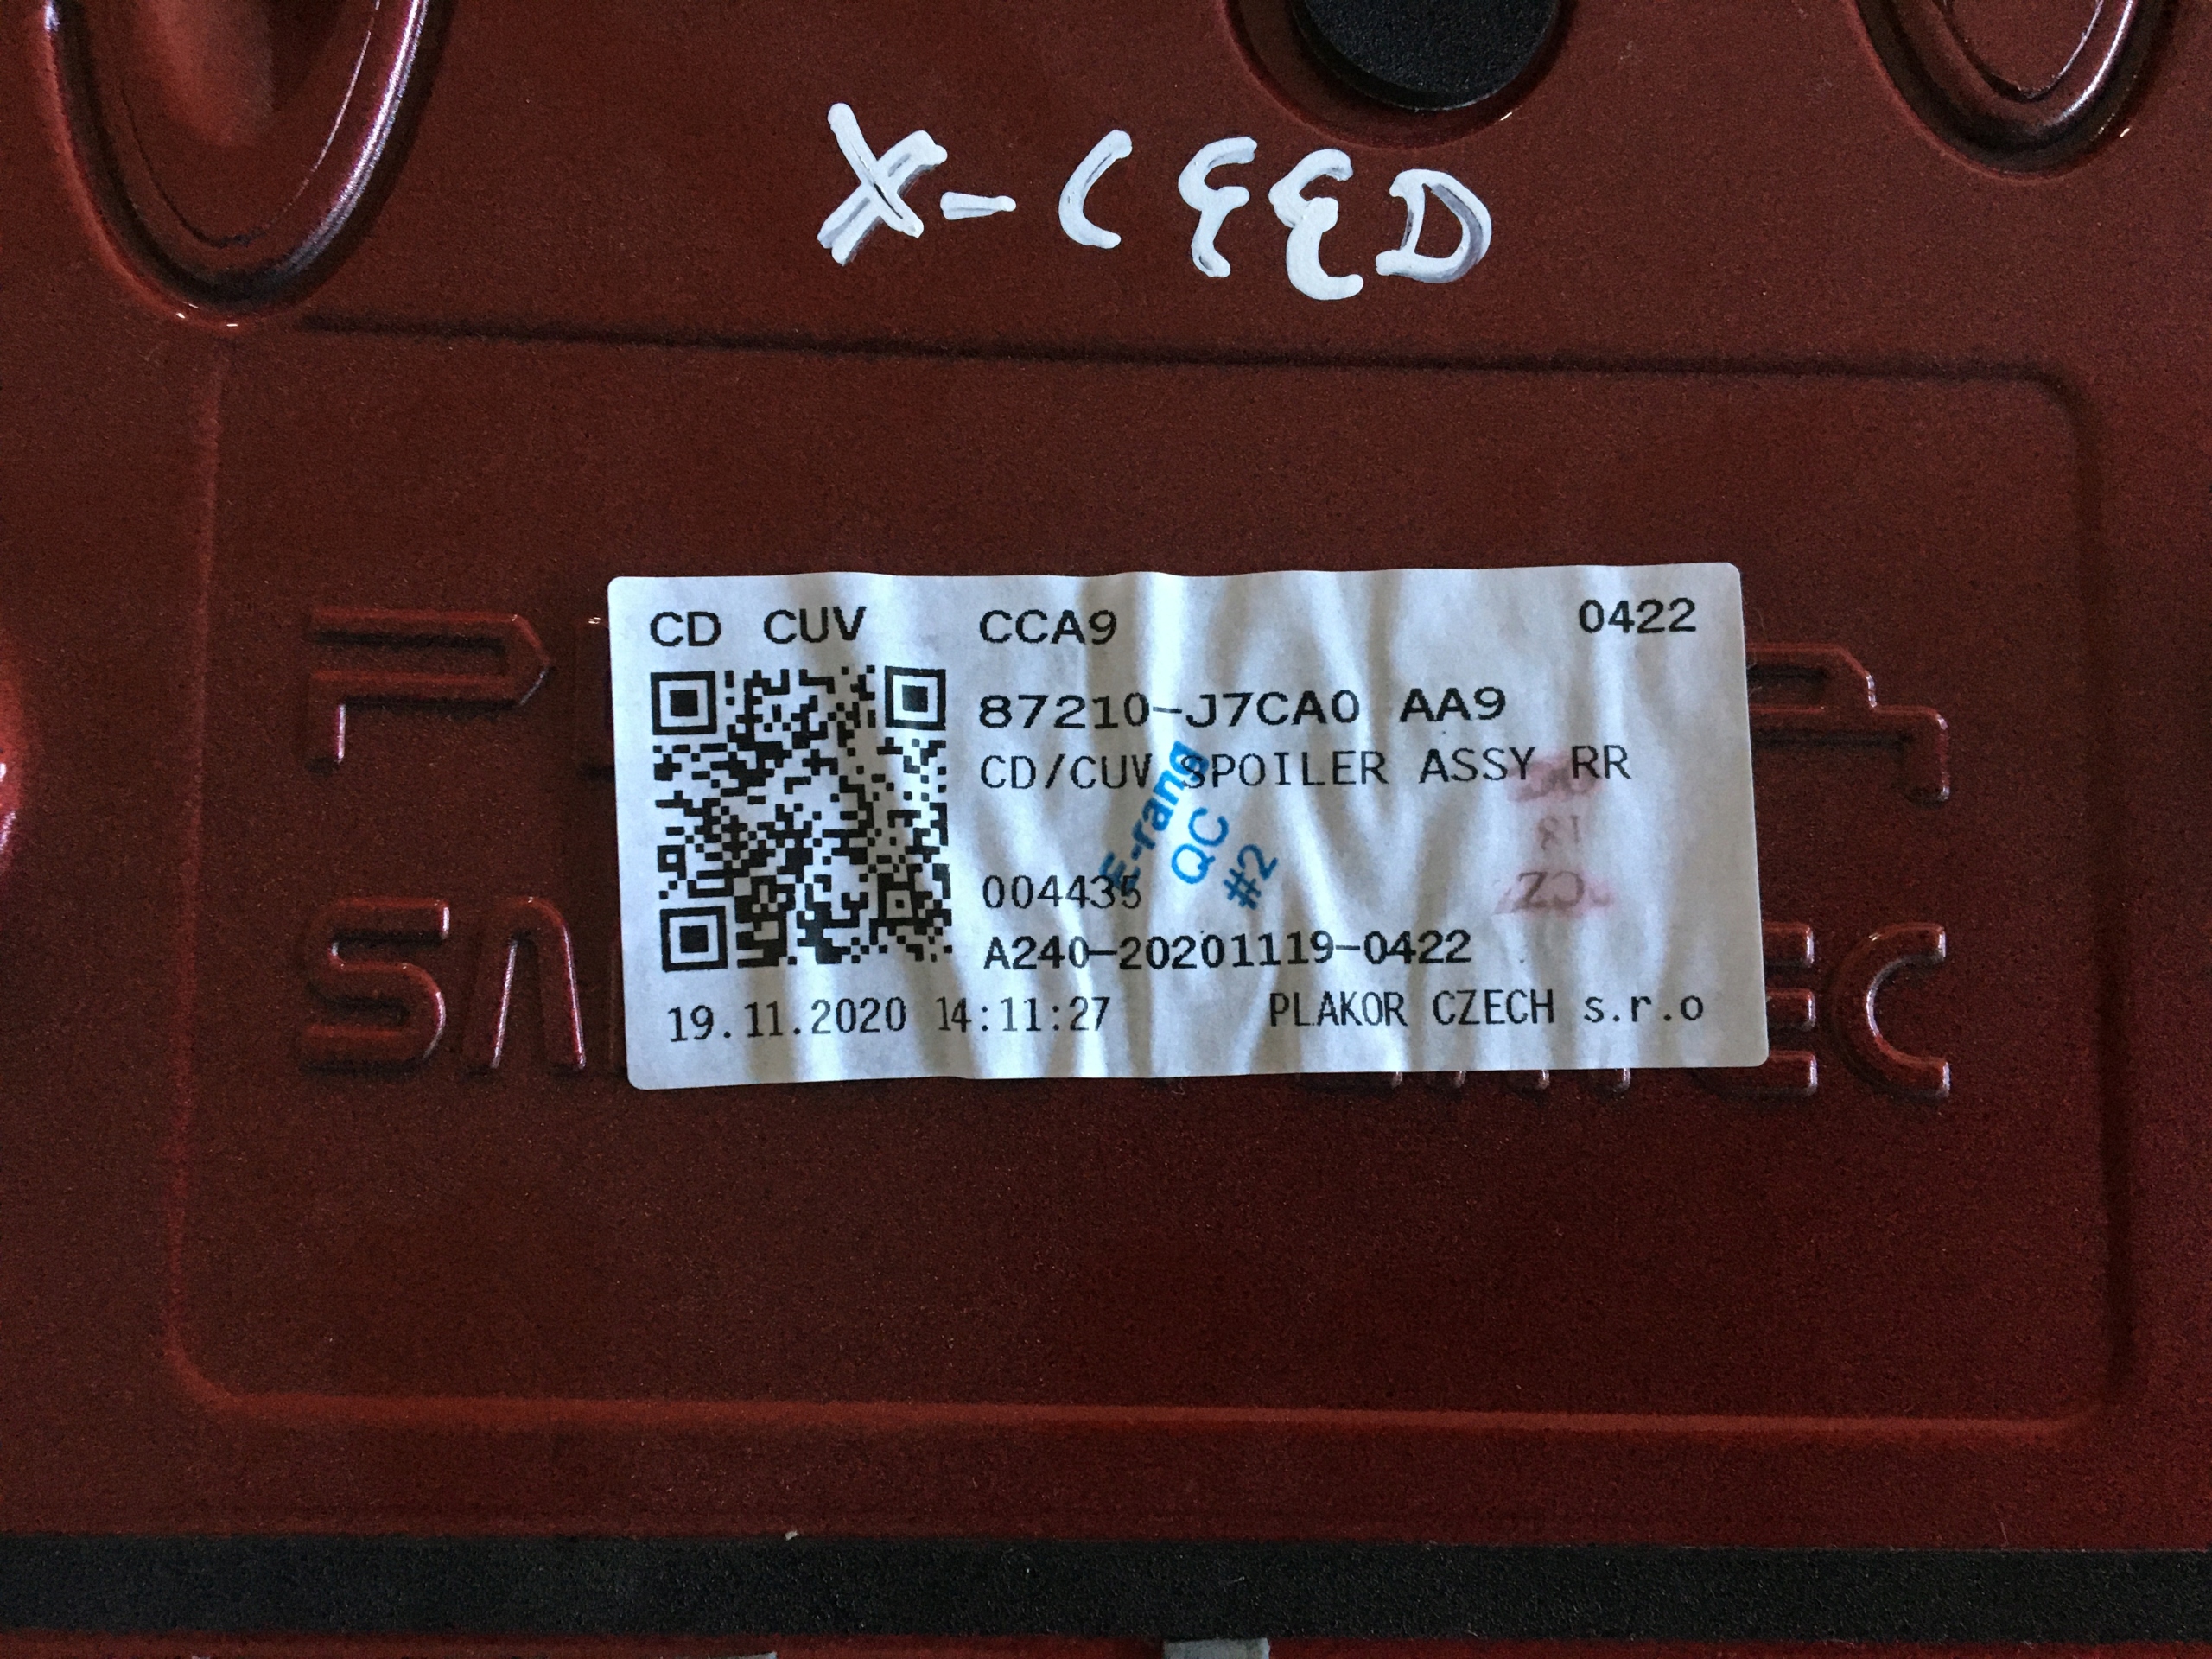 X-CEED
CD CUV CCA9 0422
87210-J7CA0 AA9
CD/CUV SPOILER ASSY RR
E-rang
QC
#2
004435
A240-20201119-0422
19.11.2020 14:11:27 PLAKOR CZECH s.r.o